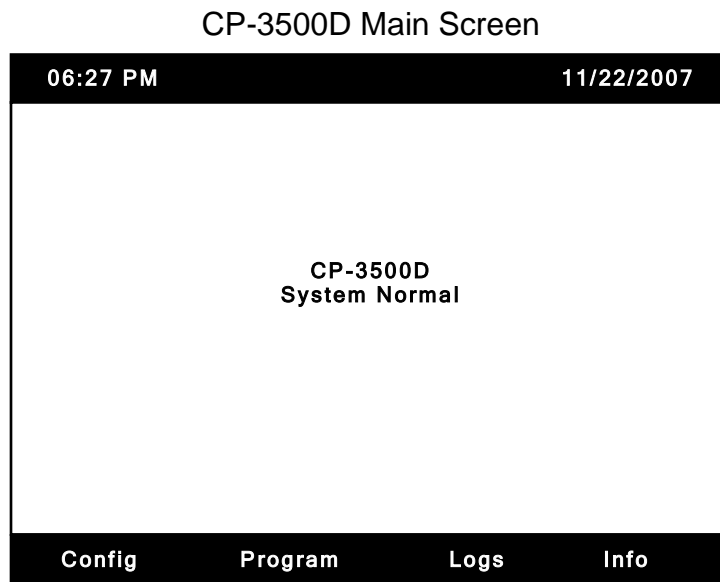 CP-3500D Main Screen
06:27 PM 11/22/2007
CP-3500D
System Normal
Config Program Logs Info